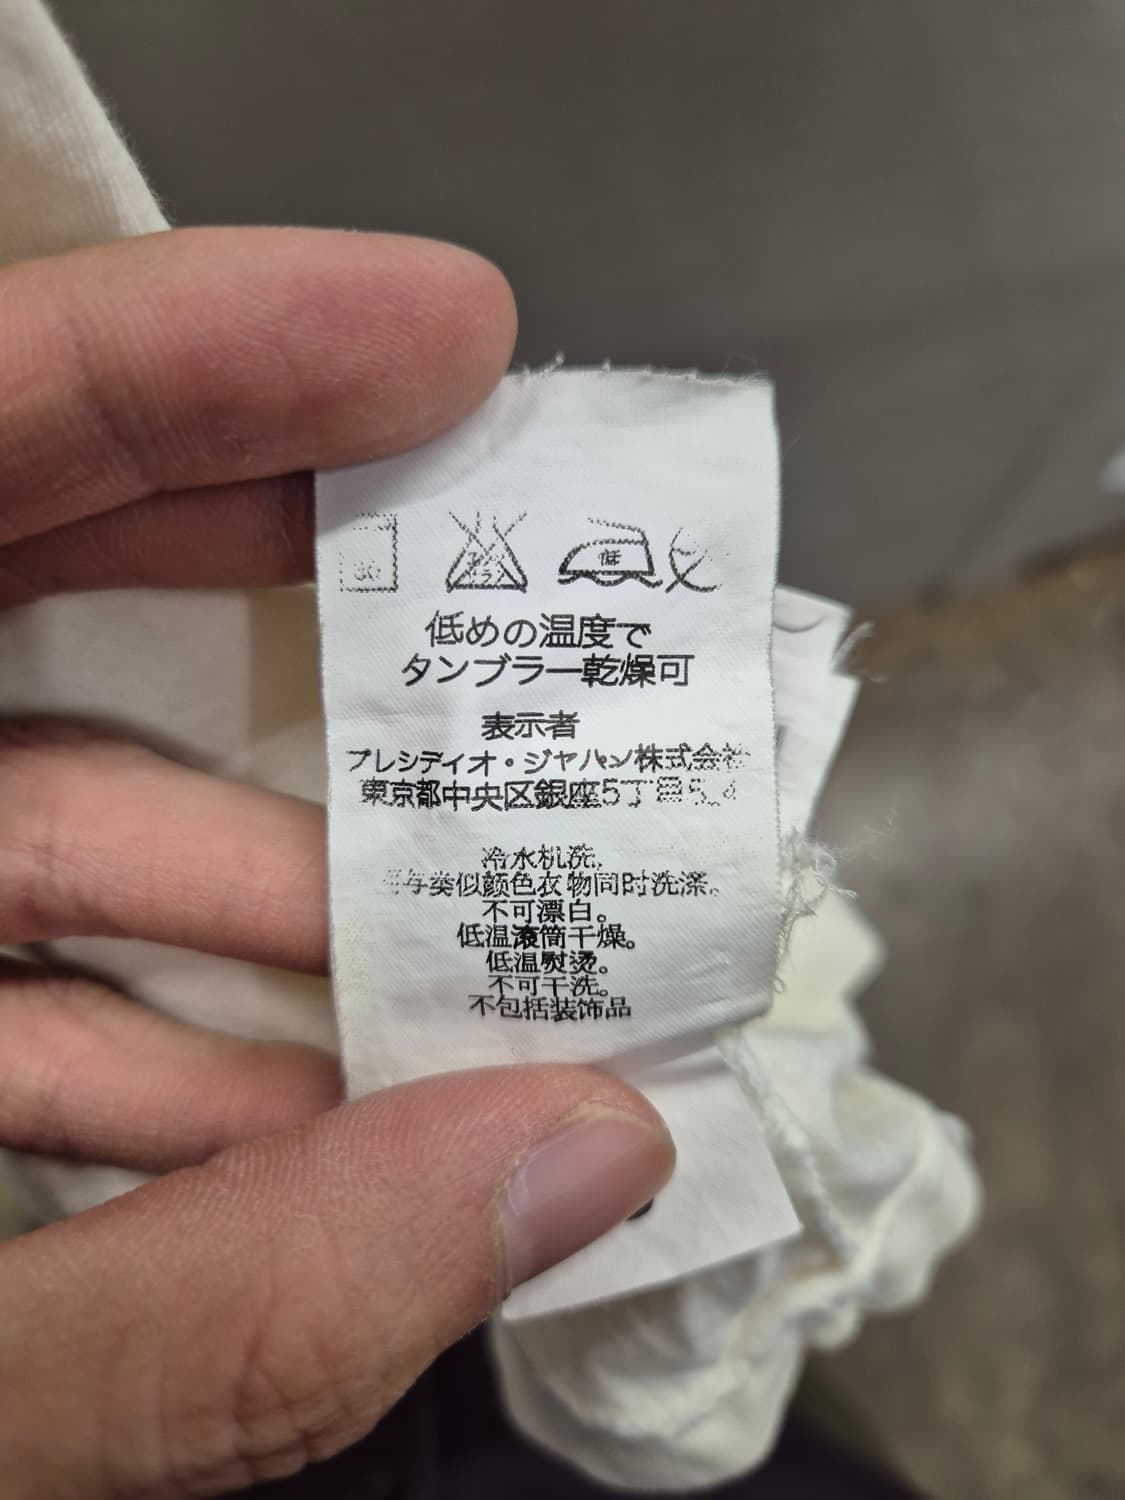 30
低
低めの温度で
タンブラー乾燥可
表示者
プレシディオ・ジャパン株式会社
東京都中央区銀座5丁目5_4
冷水机洗。
与类似颜色衣物同时洗涤。
不可漂白。
低温滚筒干燥。
低温熨烫。
不可干洗。
不包括装饰品